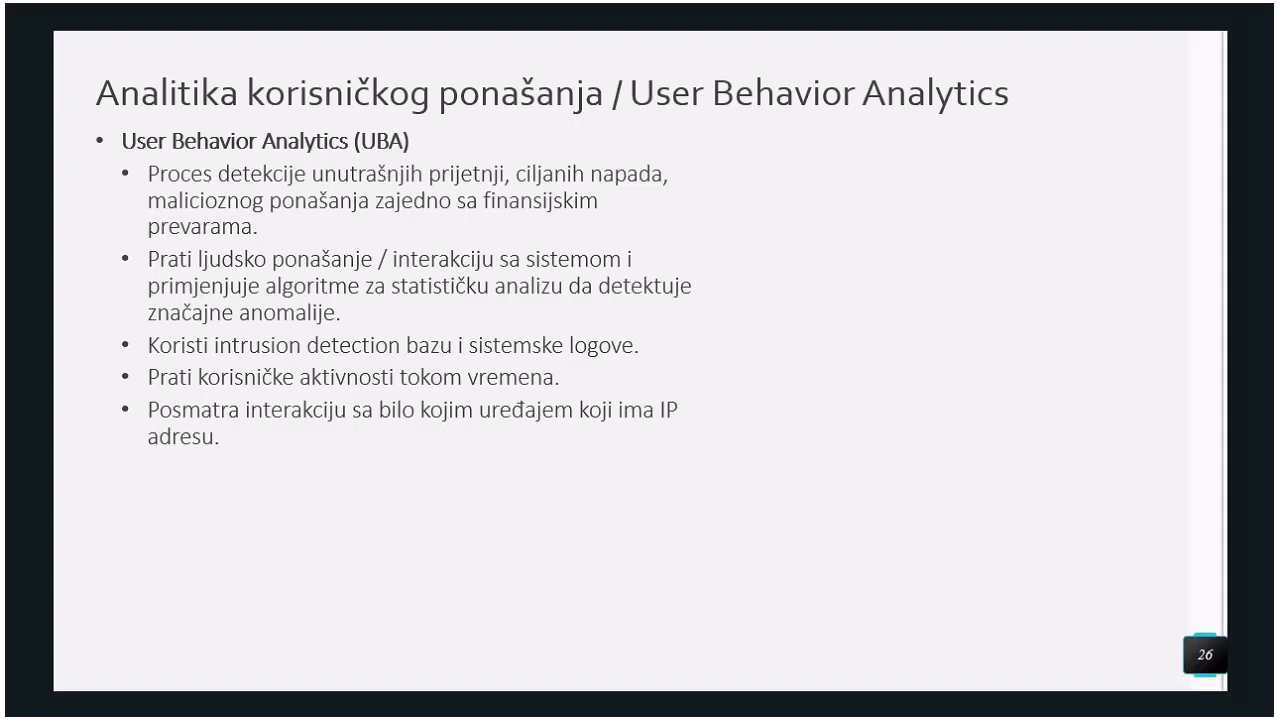 Analitika korisničkog ponašanja / User Behavior Analytics
• User Behavior Analytics (UBA)
• Proces detekcije unutrašnjih prijetnji, ciljanih napada,
malicioznog ponašanja zajedno sa finansijskim
prevarama.
• Prati ljudsko ponašanje / interakciju sa sistemom i
primjenjuje algoritme za statističku analizu da detektuje
značajne anomalije.
• Koristi intrusion detection bazu i sistemske logove.
• Prati korisničke aktivnosti tokom vremena.
• Posmatra interakciju sa bilo kojim uređajem koji ima IP
adresu.
26